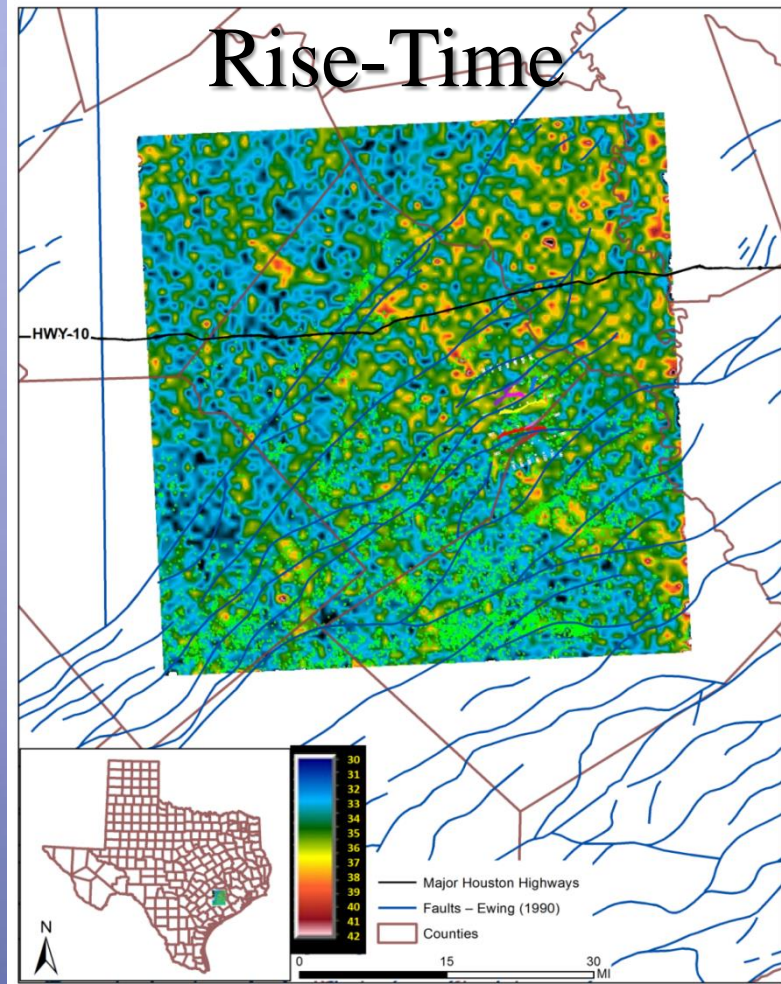 Rise-Time
HWY-10
30
31
32
33
34
35
36
37
38
39
40
41
42
Major Houston Highways
Faults – Ewing (1990)
Counties
N
0 15 30
MI